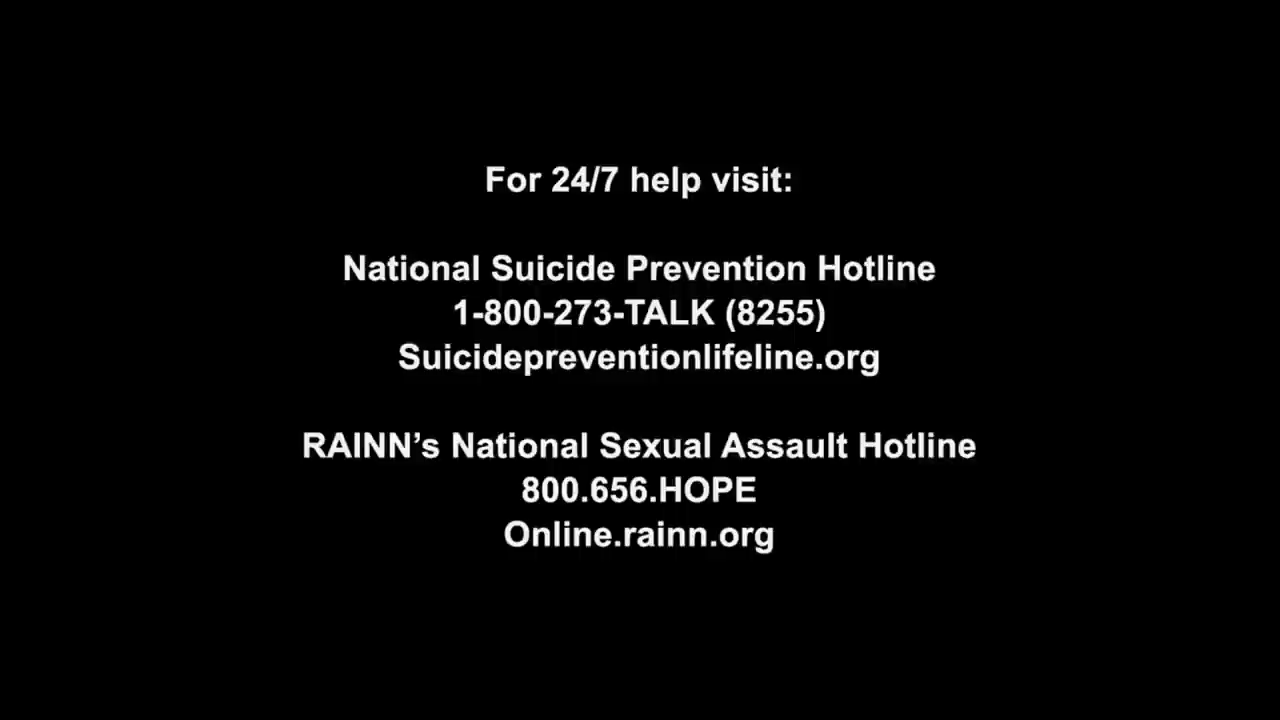 For 24/7 help visit:
National Suicide Prevention Hotline
1-800-273-TALK (8255)
Suicidepreventionlifeline.org
RAINN’s National Sexual Assault Hotline
800.656.HOPE
Online.rainn.org